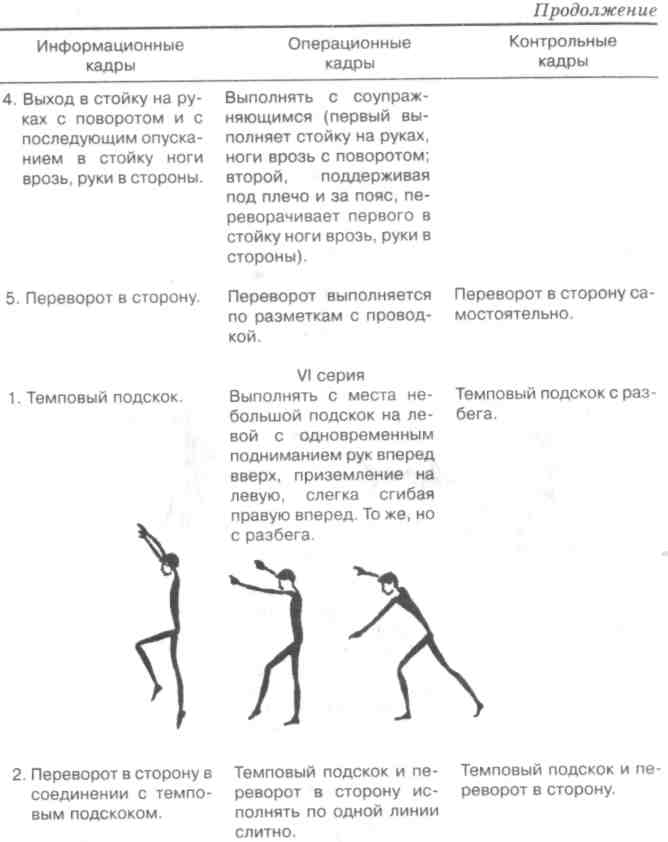 Продолжение
Информационные кадры
Операционные кадры
Контрольные кадры
4. Выход в стойку на ру-
ках с поворотом и с
последующим опуска-
нием в стойку ноги
врозь, руки в стороны.
Выполнять с соупраж-
няющимся (первый вы-
полняет стойку на руках,
ноги врозь с поворотом;
второй, поддерживая
под плечо и за пояс, пе-
реворачивает первого в
стойку ноги врозь, руки в
стороны).
5. Переворот в сторону.
Переворот выполняется
по разметкам с провод-
кой.
Переворот в сторону са-
мостоятельно.
VI серия
1. Темповый подскок.
Выполнять с места не-
большой подскок на ле-
вой с одновременным
подниманием рук вперед
вверх, приземление на
левую, слегка сгибая
правую вперед. То же, но
с разбега.
Темповый подскок с раз-
бега.
2. Переворот в сторону в
соединении с темпо-
вым подскоком.
Темповый подскок и пе-
реворот в сторону ис-
полнять по одной линии
слитно.
Темповый подскок и пе-
реворот в сторону.